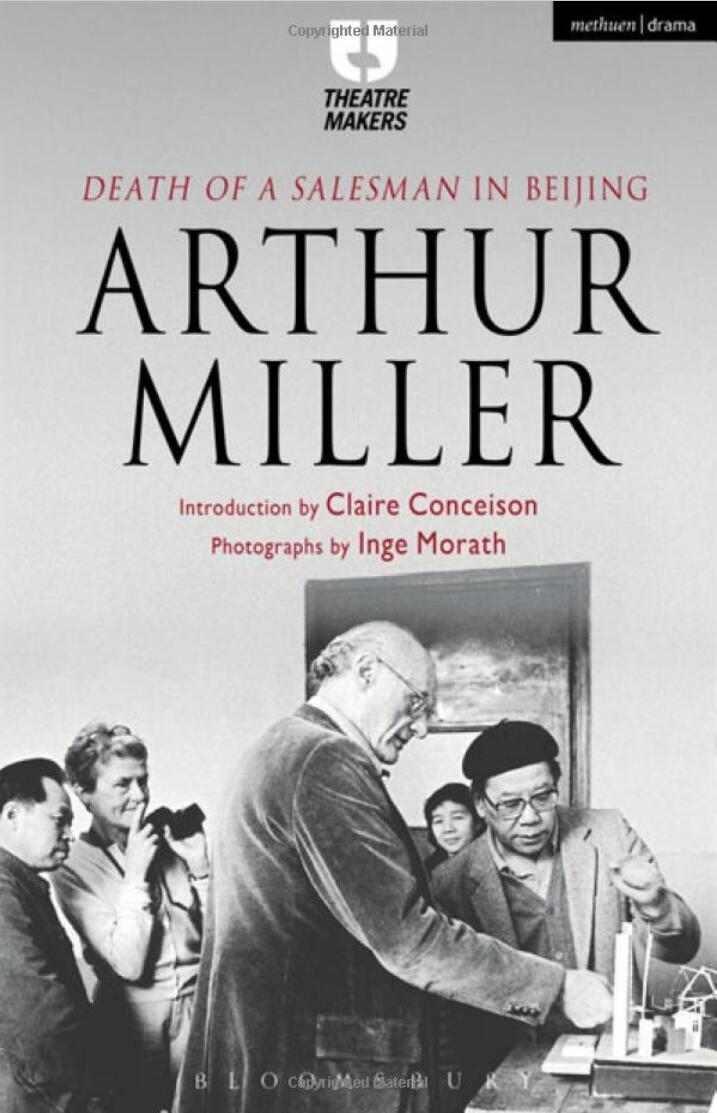 Copyrighted Material
methuen | drama
THEATRE
MAKERS
DEATH OF A SALESMAN IN BEIJING
ARTHUR
MILLER
Introduction by Claire Conceison
Photographs by Inge Morath
BLOOMSBURY
Copyrighted Material